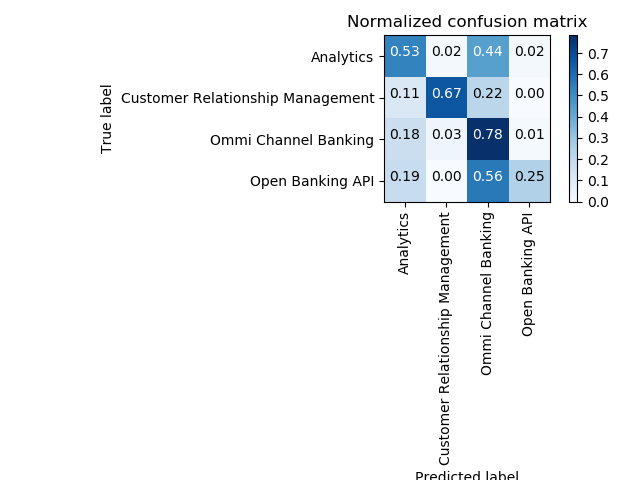 Normalized confusion matrix
True label
Analytics 0.53 0.02 0.44 0.02
Customer Relationship Management 0.11 0.67 0.22 0.00
Ommi Channel Banking 0.18 0.03 0.78 0.01
Open Banking API 0.19 0.00 0.56 0.25
Analytics
Customer Relationship Management
Ommi Channel Banking
Open Banking API
Predicted label
0.7
0.6
0.5
0.4
0.3
0.2
0.1
0.0